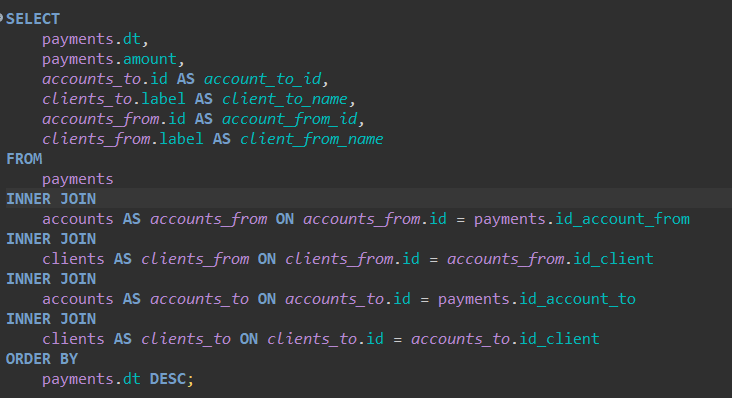 SELECT
    payments.dt,
    payments.amount,
    accounts_to.id AS account_to_id,
    clients_to.label AS client_to_name,
    accounts_from.id AS account_from_id,
    clients_from.label AS client_from_name
FROM
    payments
INNER JOIN
    accounts AS accounts_from ON accounts_from.id = payments.id_account_from
INNER JOIN
    clients AS clients_from ON clients_from.id = accounts_from.id_client
INNER JOIN
    accounts AS accounts_to ON accounts_to.id = payments.id_account_to
INNER JOIN
    clients AS clients_to ON clients_to.id = accounts_to.id_client
ORDER BY
    payments.dt DESC;